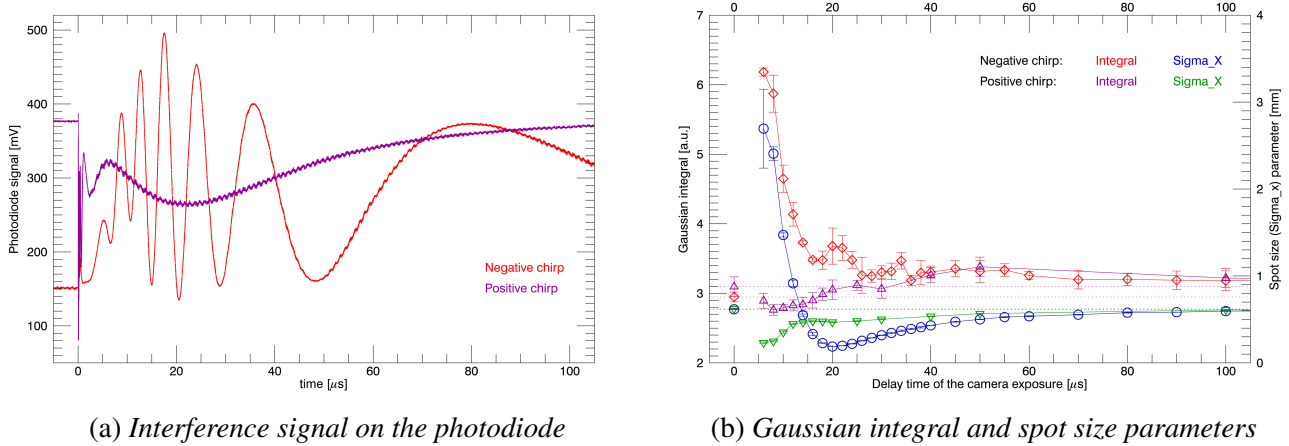 500
400
300
200
100
Photodiode signal [mV]
Negative chirp
Positive chirp
0 20 40 60 80 100
time [μs]
(a) Interference signal on the photodiode
0 20 40 60 80 100
7
6
5
4
3
2
Gaussian integral [a.u.]
Negative chirp: Integral Sigma_X
Positive chirp: Integral Sigma_X
4
3
2
1
0
Spot size (Sigma_x) parameter [mm]
0 20 40 60 80 100
Delay time of the camera exposure [μs]
(b) Gaussian integral and spot size parameters